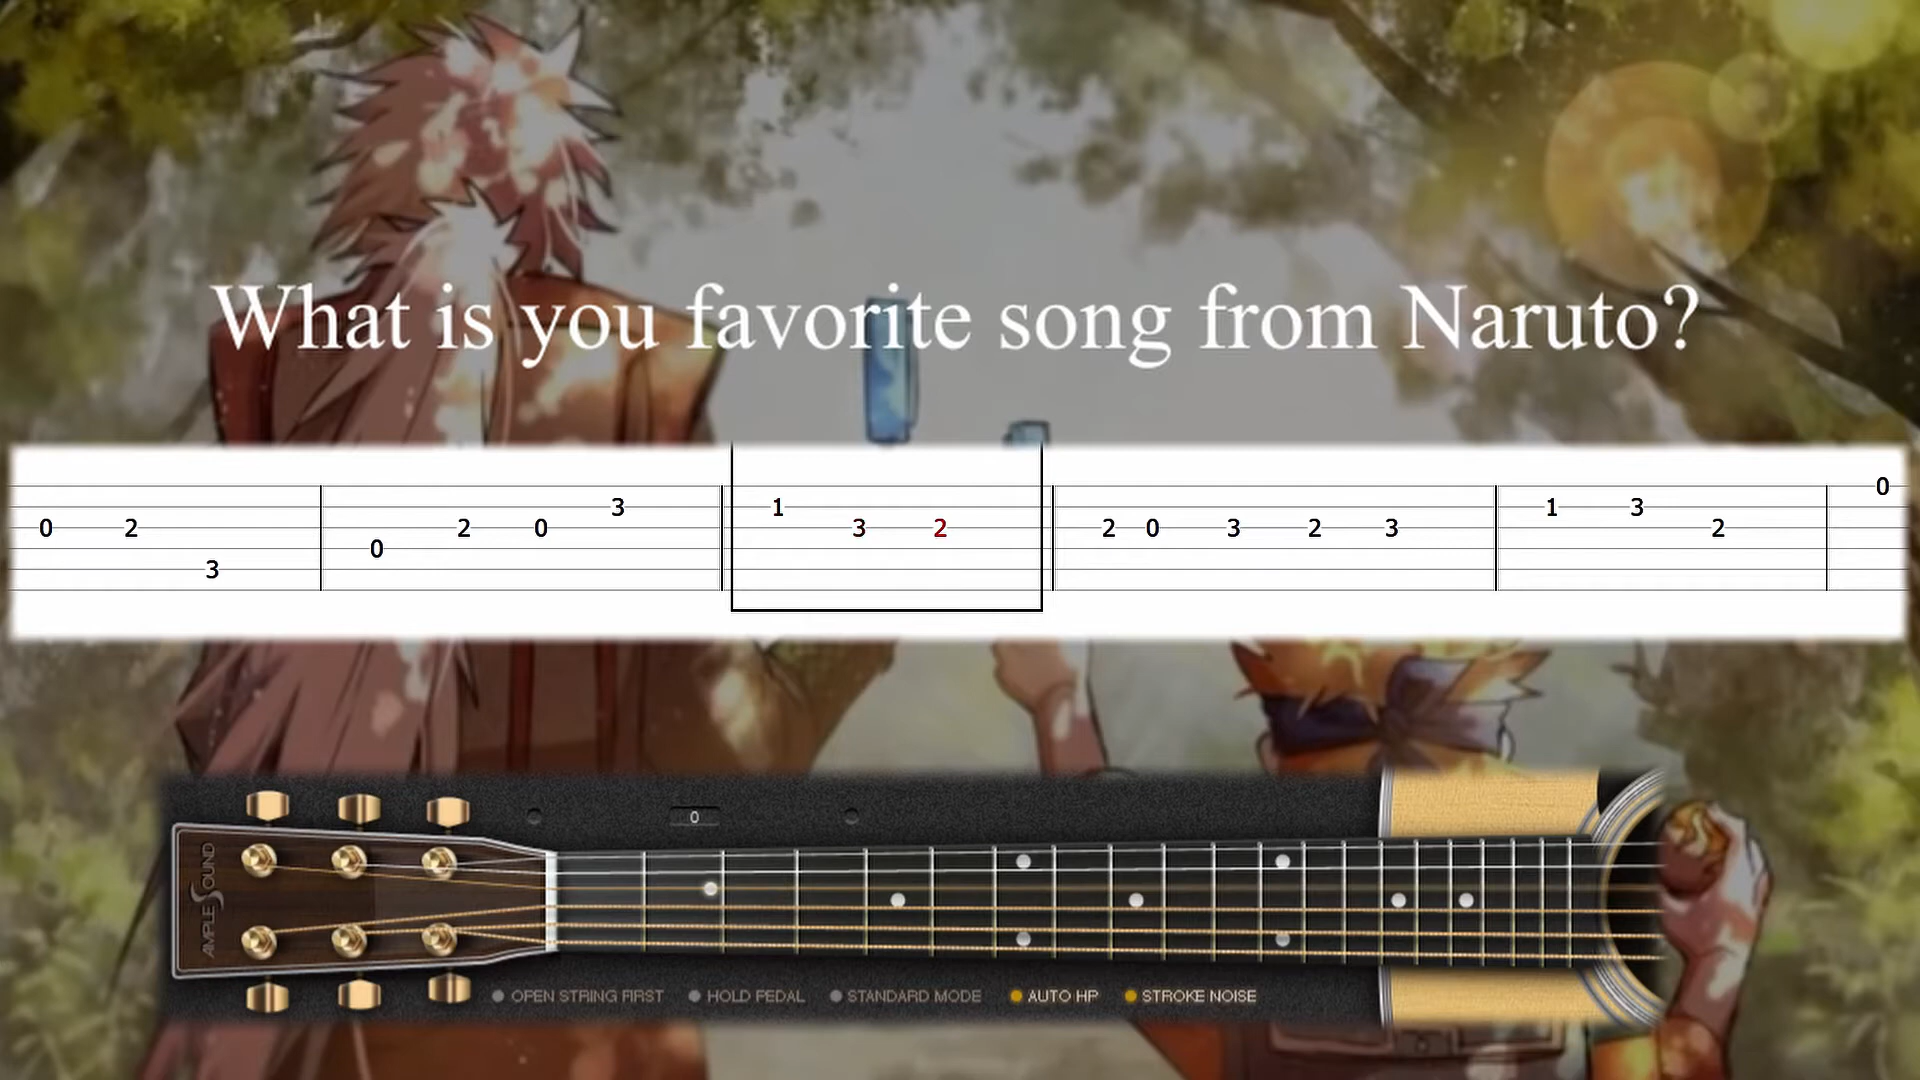 What is you favorite song from Naruto?
0 2 3 0 2 0 3 1 3 2 2 0 3 2 3 1 3 2 0
0
AMPLE SOUND
OPEN STRING FIRST HOLD PEDAL STANDARD MODE AUTO HP STROKE NOISE